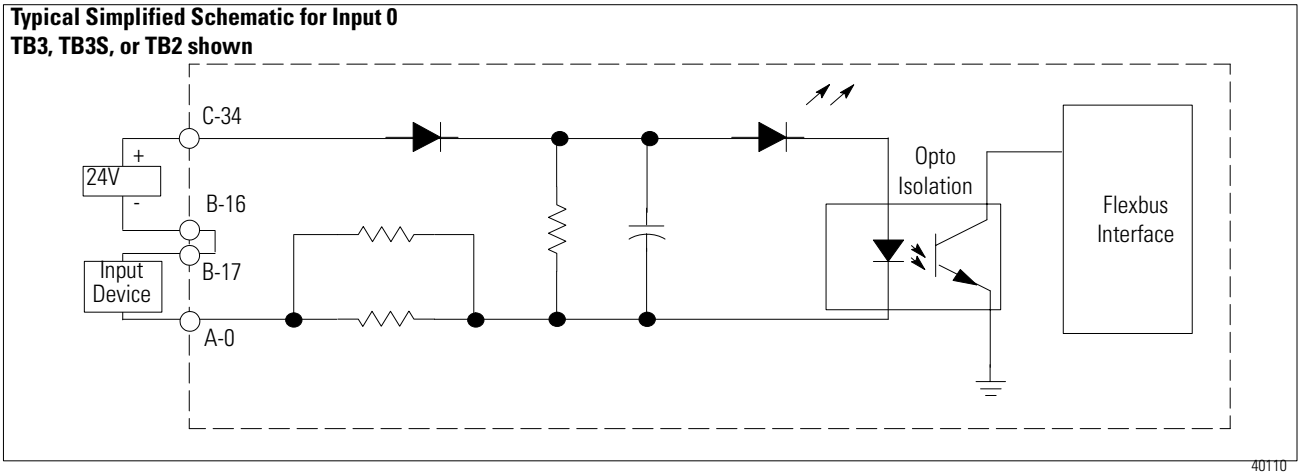 Typical Simplified Schematic for Input 0
TB3, TB3S, or TB2 shown
C-34
+
24V
-
B-16
B-17
Input
Device
A-0
Opto
Isolation
Flexbus
Interface
40110